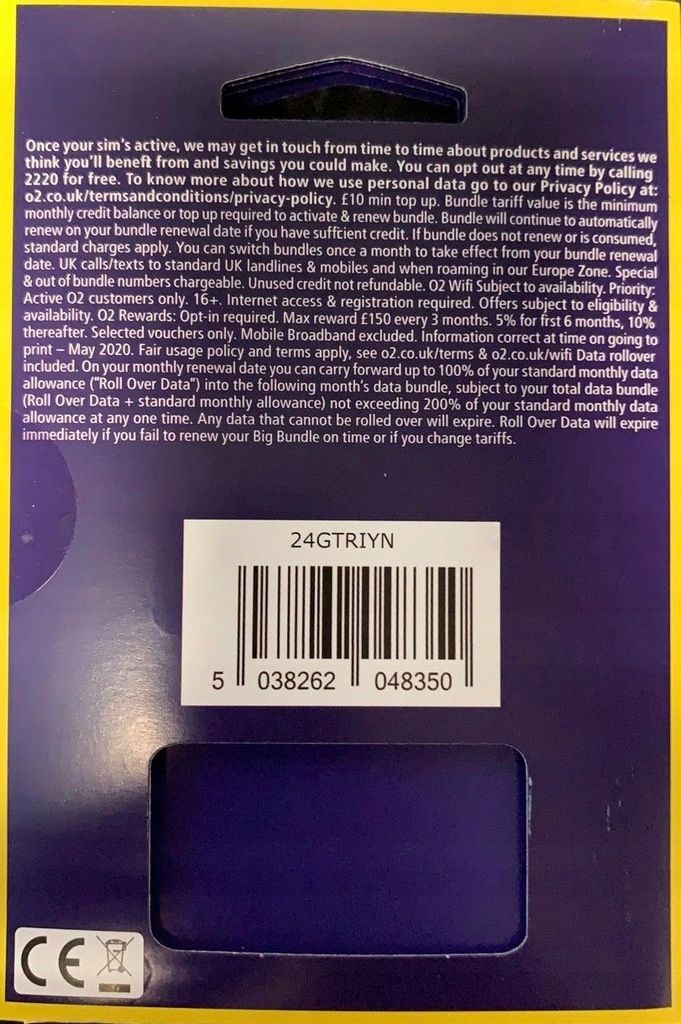 Once your sim's active, we may get in touch from time to time about products and services we
think you'll benefit from and savings you could make. You can opt out at any time by calling
2220 for free. To know more about how we use personal data go to our Privacy Policy at:
o2.co.uk/termsandconditions/privacy-policy. £10 min top up. Bundle tariff value is the minimum
monthly credit balance or top up required to activate & renew bundle. Bundle will continue to automatically
renew on your bundle renewal date if you have sufficient credit. If bundle does not renew or is consumed,
standard charges apply. You can switch bundles once a month to take effect from your bundle renewal
date. UK calls/texts to standard UK landlines & mobiles and when roaming in our Europe Zone. Special
& out of bundle numbers chargeable. Unused credit not refundable. O2 Wifi Subject to availability. Priority:
Active O2 customers only. 16+. Internet access & registration required. Offers subject to eligibility &
availability. O2 Rewards: Opt-in required. Max reward £150 every 3 months. 5% for frst 6 months, 10%
thereafter. Selected vouchers only. Mobile Broadband excluded. Information correct at time on going to
print – May 2020. Fair usage policy and terms apply, see o2.co.uk/terms & o2.co.uk/wifi Data rollover
included. On your monthly renewal date you can carry forward up to 100% of your standard monthly data
allowance ("Roll Over Data") into the following month's data bundle, subject to your total data bundle
(Roll Over Data + standard monthly allowance) not exceeding 200% of your standard monthly data
allowance at any one time. Any data that cannot be rolled over will expire. Roll Over Data will expire
immediately if you fail to renew your Big Bundle on time or if you change tariffs.
24GTRIYN
5 038262 048350
CE